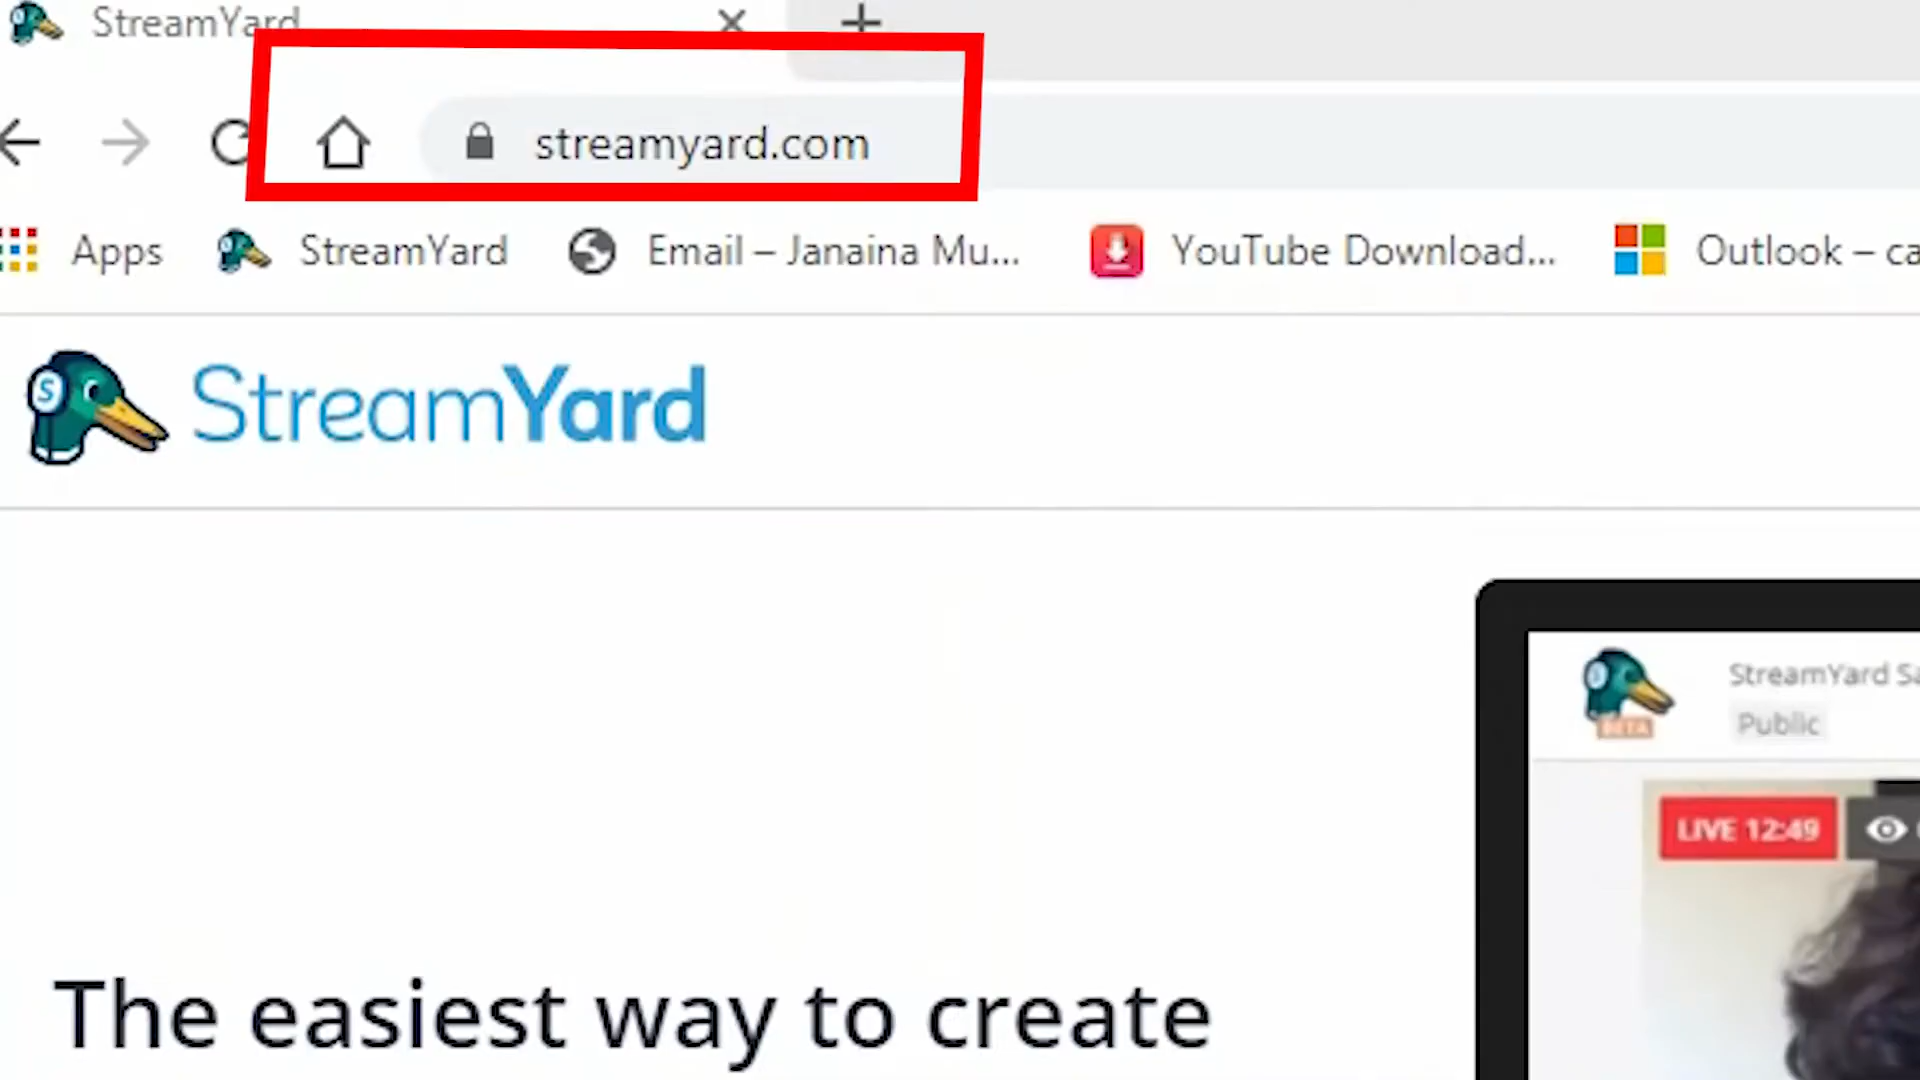 StreamYard
streamyard.com
Apps StreamYard Email – Janaina Mu... YouTube Download... Outlook – ca
StreamYard
StreamYard Sa
BETA
Public
LIVE 12:49
The easiest way to create